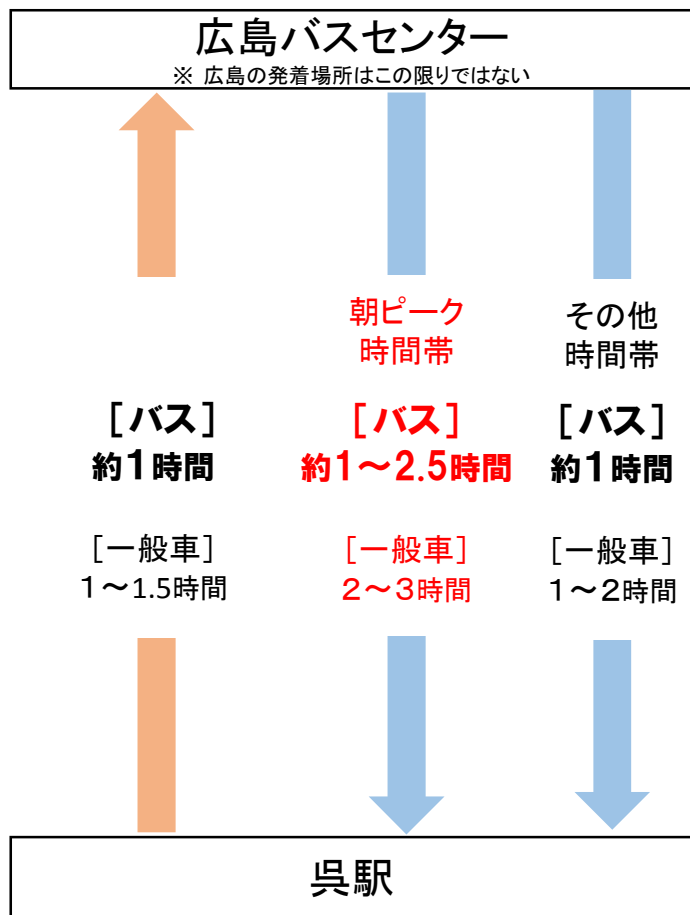 広島バスセンター
※ 広島の発着場所はこの限りではない
朝ピーク
時間帯
その他
時間帯
［バス］
約1時間
［バス］
約1～2.5時間
［バス］
約1時間
［一般車］
１～1.5時間
［一般車］
２～３時間
［一般車］
１～２時間
呉駅